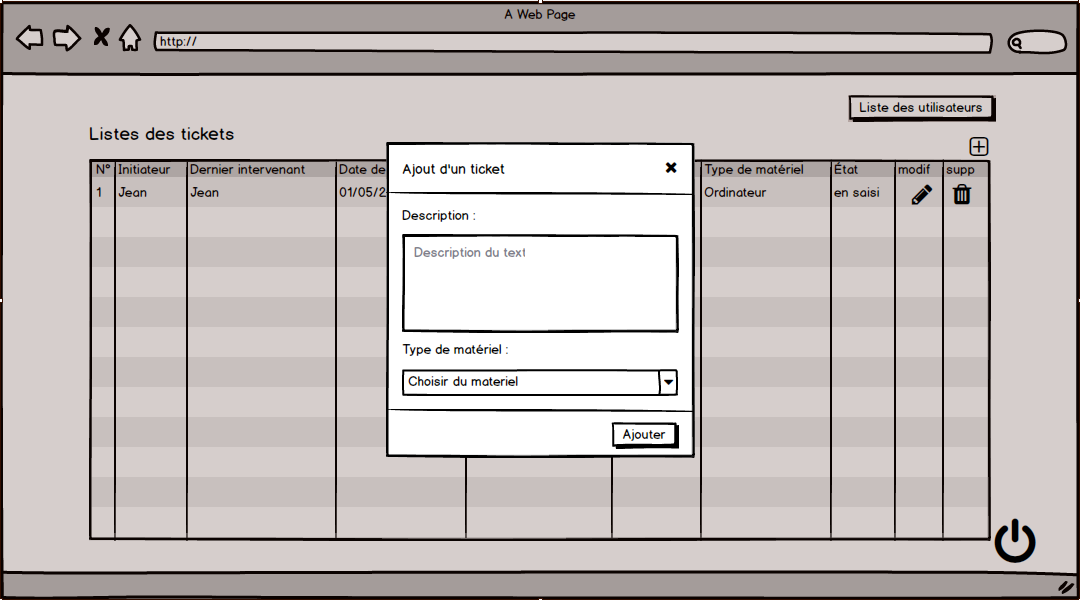 A Web Page
http://
Liste des utilisateurs
Listes des tickets
N° Initiateur Dernier intervenant Date de Type de matériel État modif supp
1 Jean Jean 01/05/2 Ordinateur en saisi
Ajout d'un ticket
Description :
Description du text
Type de matériel :
Choisir du materiel
Ajouter